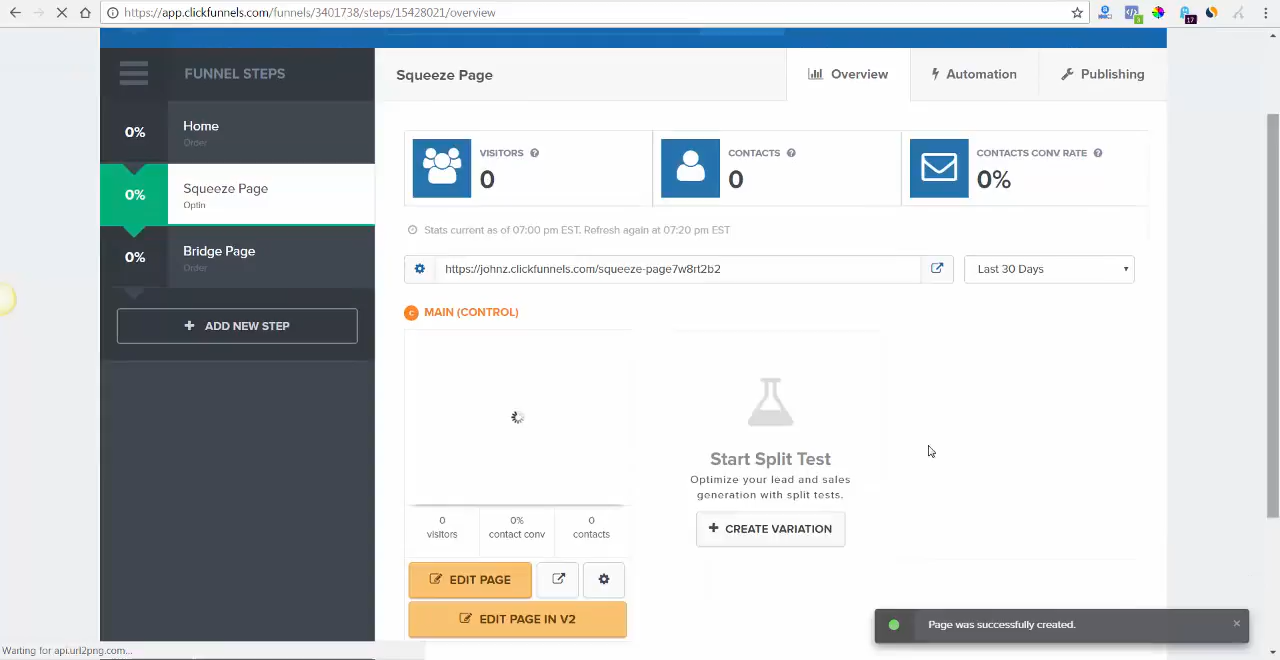 https://app.clickfunnels.com/funnels/3401738/steps/15428021/overview
3
17
FUNNEL STEPS
Squeeze Page
Overview
Automation
Publishing
0%
Home
Order
0%
Squeeze Page
Optin
0%
Bridge Page
Order
+ ADD NEW STEP
VISITORS ?
0
CONTACTS ?
0
CONTACTS CONV RATE ?
0%
Stats current as of 07:00 pm EST. Refresh again at 07:20 pm EST
https://johnz.clickfunnels.com/squeeze-page7w8rt2b2
Last 30 Days
C MAIN (CONTROL)
Start Split Test
Optimize your lead and sales
generation with split tests.
+ CREATE VARIATION
0
visitors
0%
contact conv
0
contacts
EDIT PAGE
EDIT PAGE IN V2
Page was successfully created.
×
Waiting for api.url2png.com...